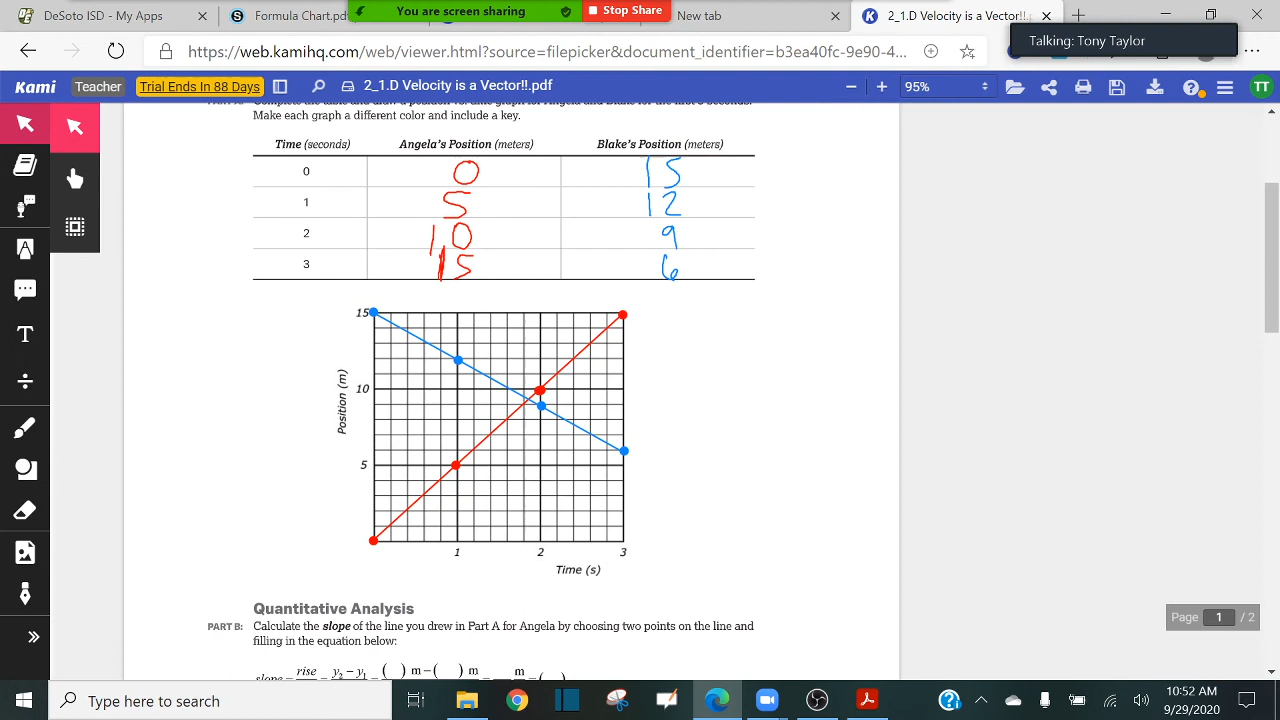 You are screen sharing
Stop Share
New tab
2_1.D Velocity is a Vector!!.pdf
Talking: Tony Taylor
https://web.kamihq.com/web/viewer.html?source=filepicker&document_identifier=b3ea40fc-9e90-4...
Kami Teacher Trial Ends In 88 Days 2_1.D Velocity is a Vector!!.pdf 95% TT
Make each graph a different color and include a key.
Time (seconds) Angela's Position (meters) Blake's Position (meters)
0 0 15
1 5 12
2 10 9
3 15 6
15
10
5
Position (m)
1 2 3
Time (s)
Quantitative Analysis
PART B: Calculate the slope of the line you drew in Part A for Angela by choosing two points on the line and
filling in the equation below:
Page 1 / 2
Type here to search
10:52 AM
9/29/2020